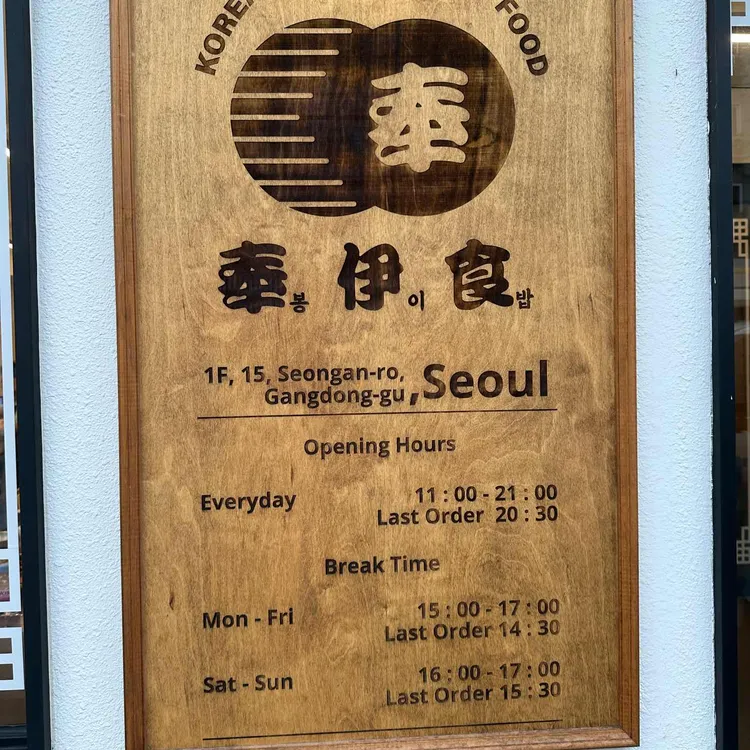 KOREA
FOOD
奉
奉봉 伊이 食밥
1F, 15, Seongan-ro,
Gangdong-gu, Seoul
Opening Hours
Everyday 11 : 00 - 21 : 00
Last Order 20 : 30
Break Time
Mon - Fri 15 : 00 - 17 : 00
Last Order 14 : 30
Sat - Sun 16 : 00 - 17 : 00
Last Order 15 : 30